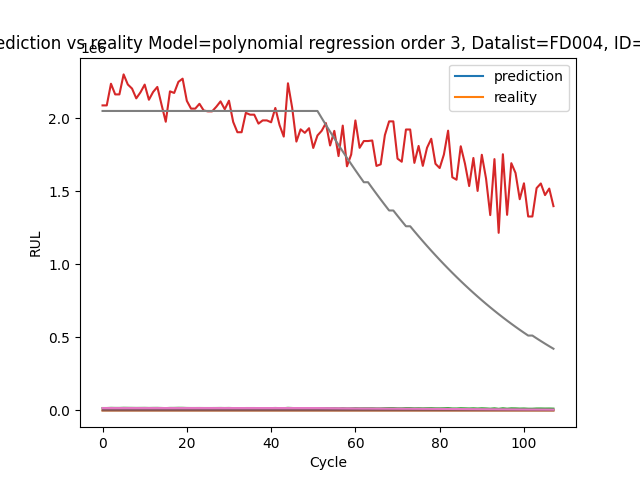 ediction vs reality Model=polynomial regression order 3, Datalist=FD004, ID=
1e6
prediction
reality
2.0
1.5
1.0
0.5
0.0
RUL
0 20 40 60 80 100
Cycle